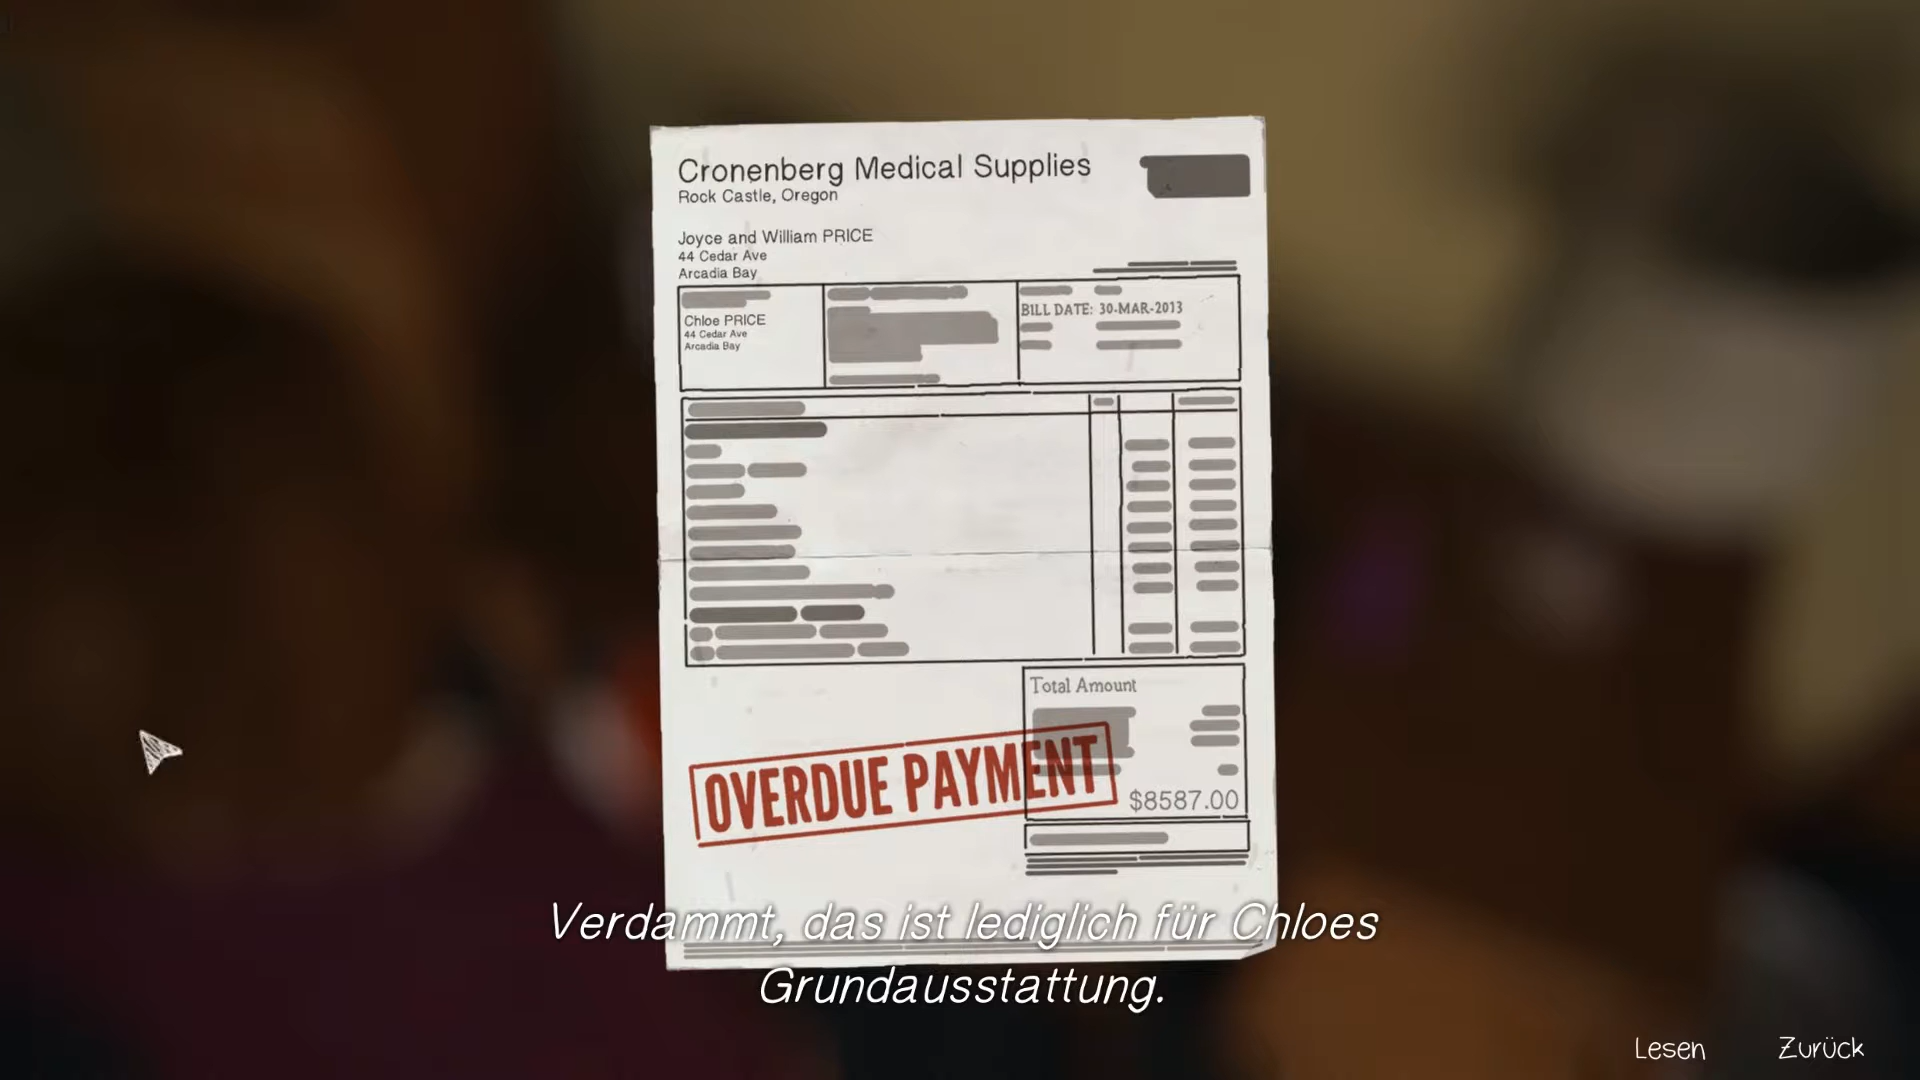 Cronenberg Medical Supplies
Rock Castle, Oregon
Joyce and William PRICE
44 Cedar Ave
Arcadia Bay
Chloe PRICE
44 Cedar Ave
Arcadia Bay
BILL DATE: 30-MAR-2013
Total Amount
OVERDUE PAYMENT
$8587.00
Verdammt, das ist lediglich für Chloes
Grundausstattung.
Lesen Zurück